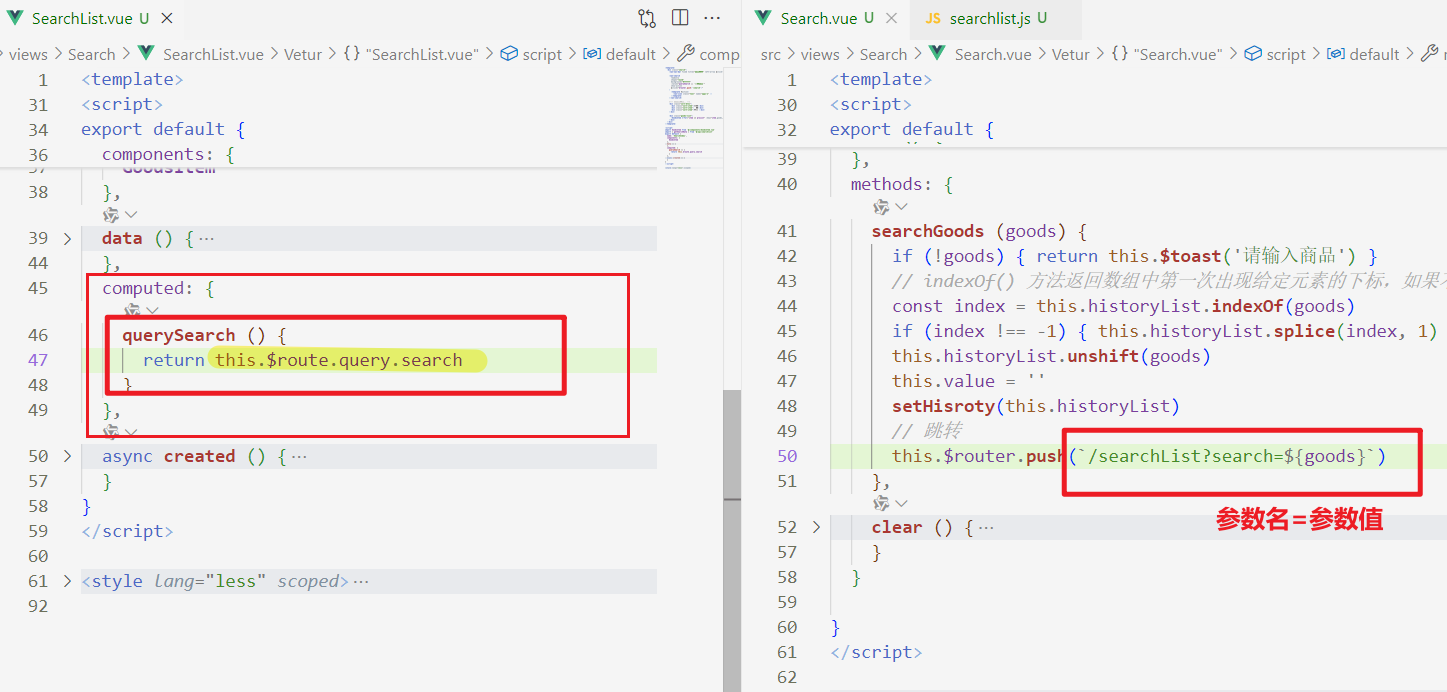 SearchList.vue U
views > Search > SearchList.vue > Vetur > {} "SearchList.vue" > script > default > comp
1 <template>
31 <script>
34 export default {
36 components: {
37 GoodsItem
38 },
39 data () { ...
44 },
45 computed: {
46 querySearch () {
47 return this.$route.query.search
48 }
49 },
50 async created () { ...
57 }
58 }
59 </script>
60
61 <style lang="less" scoped> ...
92
Search.vue U
JS searchlist.js U
src > views > Search > Search.vue > Vetur > {} "Search.vue" > script > default >
1 <template>
30 <script>
32 export default {
39 },
40 methods: {
41 searchGoods (goods) {
42 if (!goods) { return this.$toast('请输入商品') }
43 // indexOf() 方法返回数组中第一次出现给定元素的下标，如果
44 const index = this.historyList.indexOf(goods)
45 if (index !== -1) { this.historyList.splice(index, 1)
46 this.historyList.unshift(goods)
47 this.value = ''
48 setHisroty(this.historyList)
49 // 跳转
50 this.$router.push(`/searchList?search=${goods}`)
51 },
参数名=参数值
52 clear () { ...
57 }
58 }
59
60 }
61 </script>
62